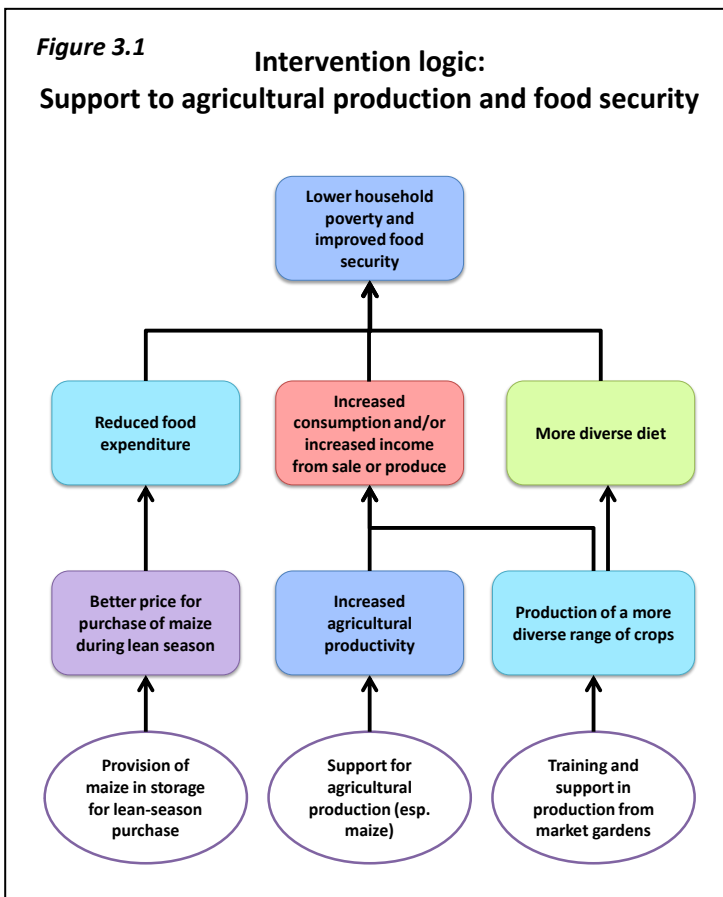 Figure 3.1
Intervention logic:
Support to agricultural production and food security
Lower household
poverty and
improved food
security
Reduced food
expenditure
Increased
consumption and/or
increased income
from sale or produce
More diverse diet
Better price for
purchase of maize
during lean season
Increased
agricultural
productivity
Production of a more
diverse range of crops
Provision of
maize in storage
for lean-season
purchase
Support for
agricultural
production (esp.
maize)
Training and
support in
production from
market gardens